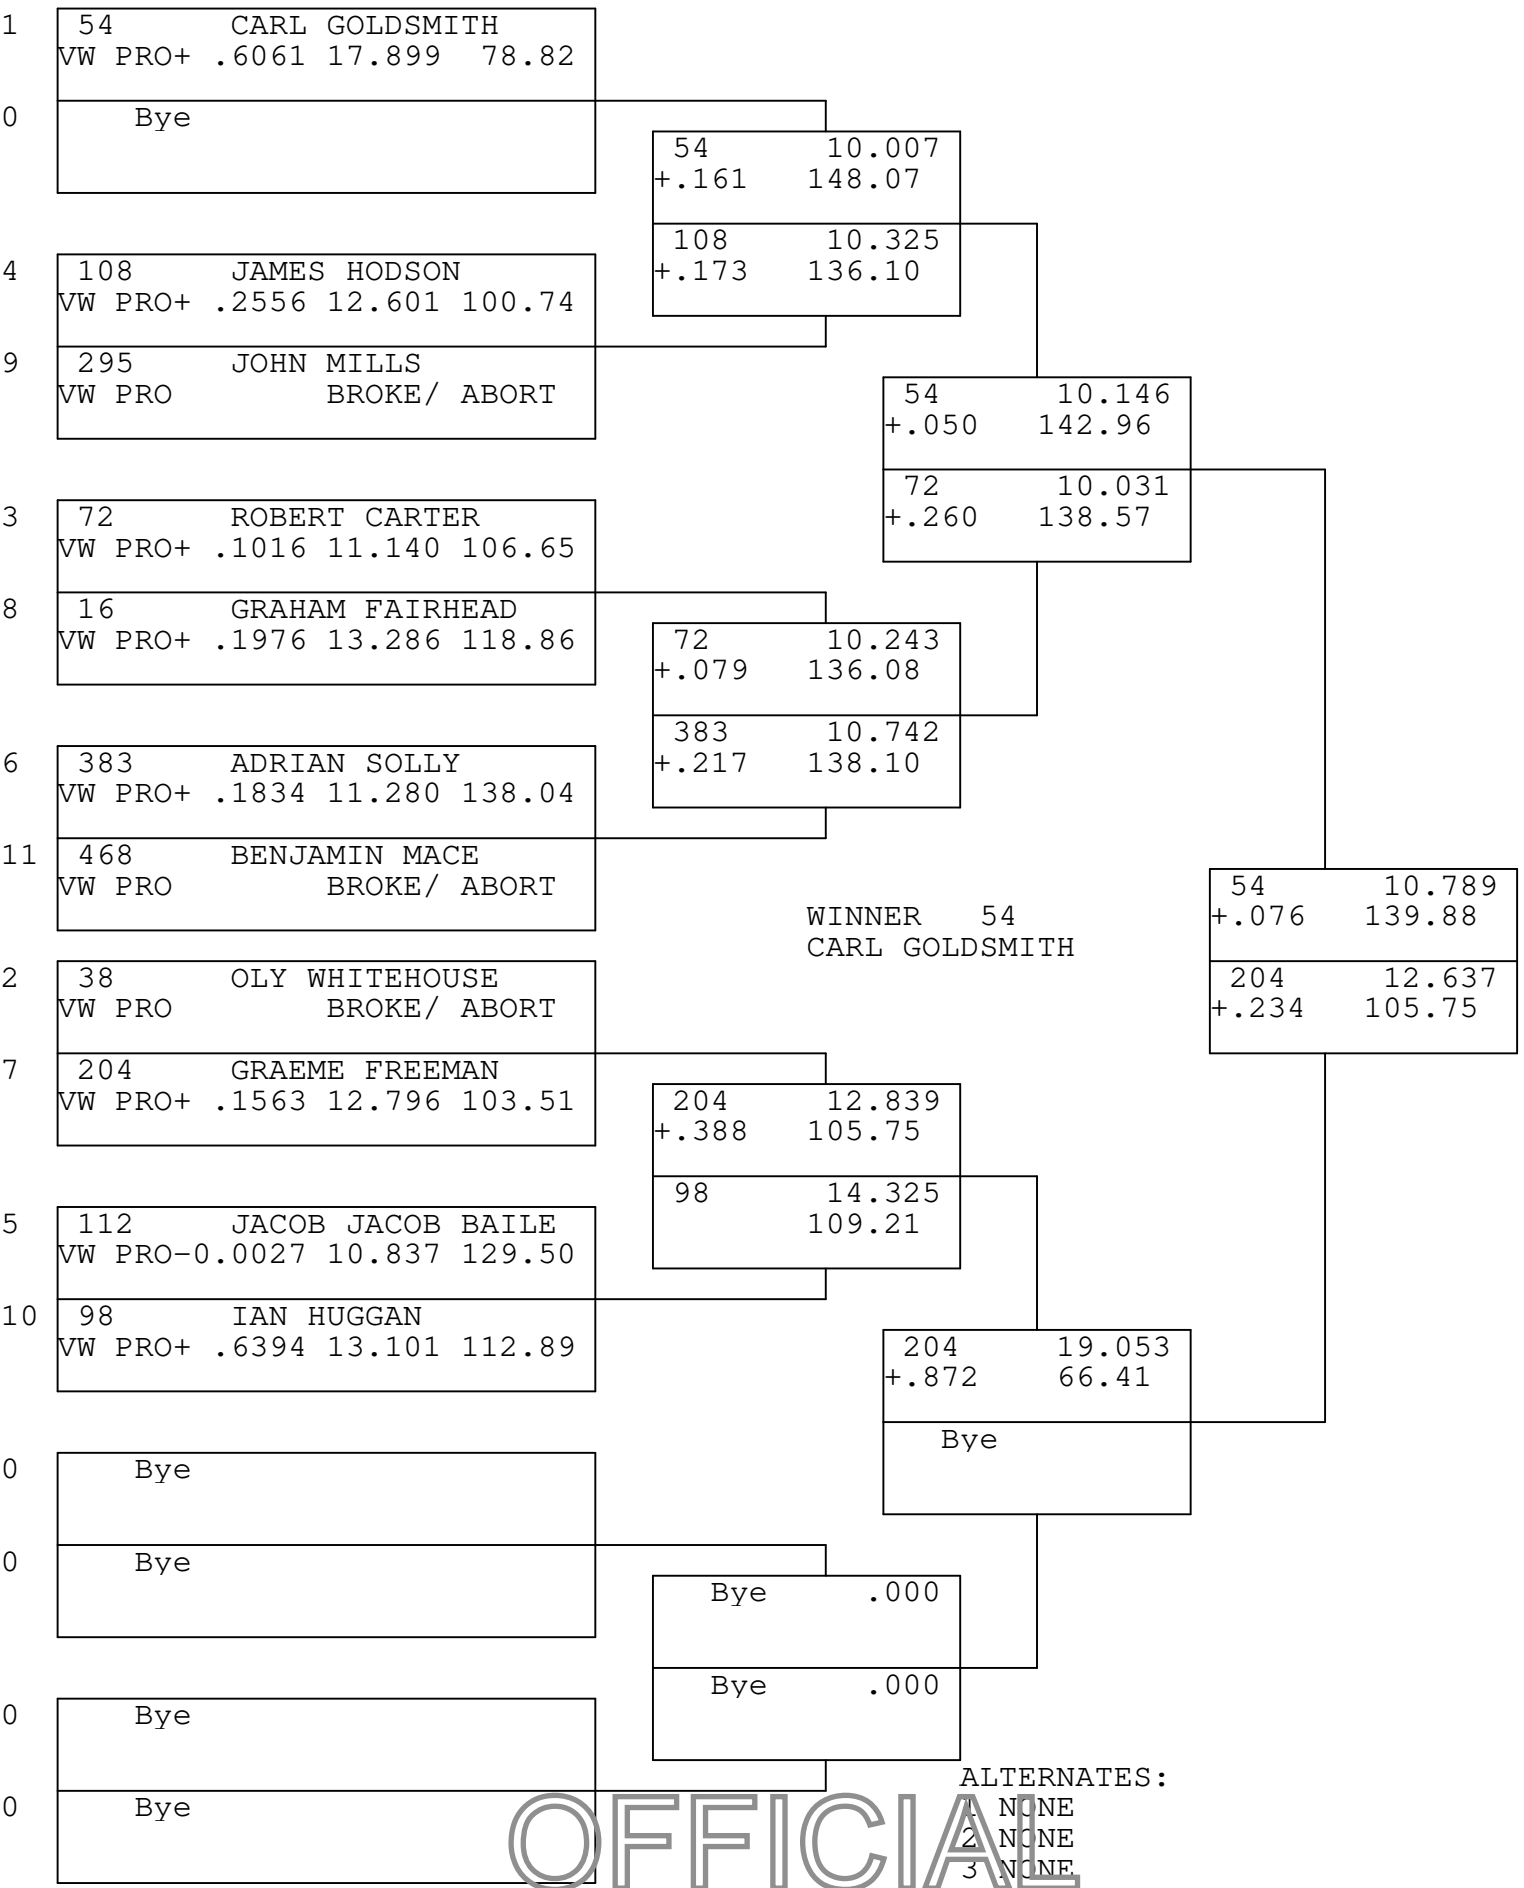 1 54 CARL GOLDSMITH
VW PRO+ .6061 17.899 78.82
0 Bye
4 108 JAMES HODSON
VW PRO+ .2556 12.601 100.74
9 295 JOHN MILLS
VW PRO BROKE/ ABORT
3 72 ROBERT CARTER
VW PRO+ .1016 11.140 106.65
8 16 GRAHAM FAIRHEAD
VW PRO+ .1976 13.286 118.86
6 383 ADRIAN SOLLY
VW PRO+ .1834 11.280 138.04
11 468 BENJAMIN MACE
VW PRO BROKE/ ABORT
2 38 OLY WHITEHOUSE
VW PRO BROKE/ ABORT
7 204 GRAEME FREEMAN
VW PRO+ .1563 12.796 103.51
5 112 JACOB JACOB BAILE
VW PRO-0.0027 10.837 129.50
10 98 IAN HUGGAN
VW PRO+ .6394 13.101 112.89
0 Bye
0 Bye
0 Bye
0 Bye
54 10.007
+.161 148.07
108 10.325
+.173 136.10
72 10.243
+.079 136.08
383 10.742
+.217 138.10
204 12.839
+.388 105.75
98 14.325
109.21
Bye .000
Bye .000
54 10.146
+.050 142.96
72 10.031
+.260 138.57
204 19.053
+.872 66.41
Bye
54 10.789
+.076 139.88
204 12.637
+.234 105.75
WINNER 54
CARL GOLDSMITH
ALTERNATES:
1 NONE
2 NONE
3 NONE
OFFICIAL